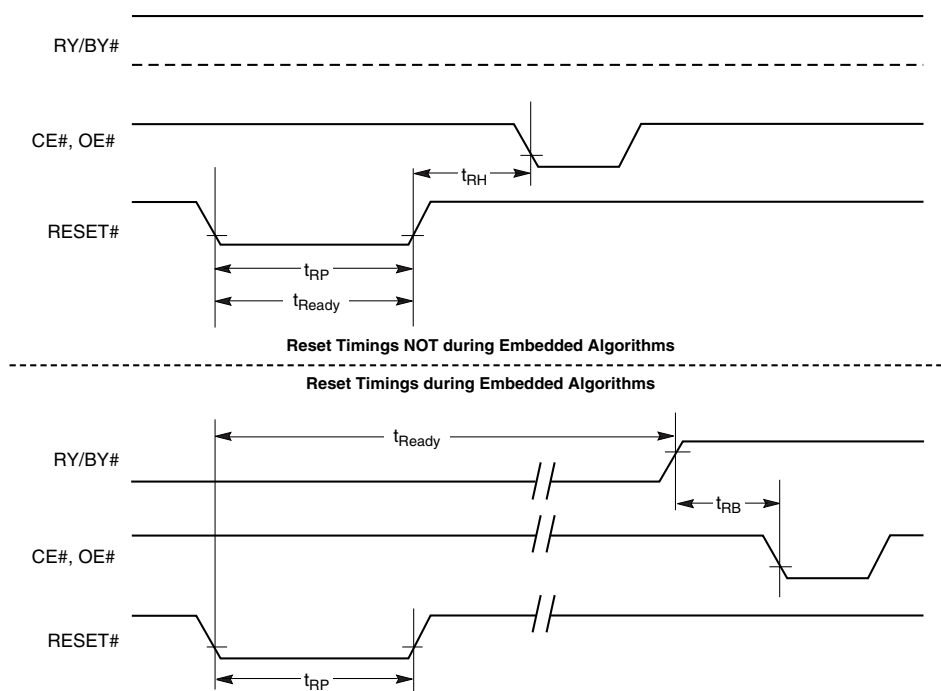 RY/BY#
CE#, OE#
tRH
RESET#
tRP
tReady
Reset Timings NOT during Embedded Algorithms
Reset Timings during Embedded Algorithms
tReady
RY/BY#
tRB
CE#, OE#
RESET#
tRP